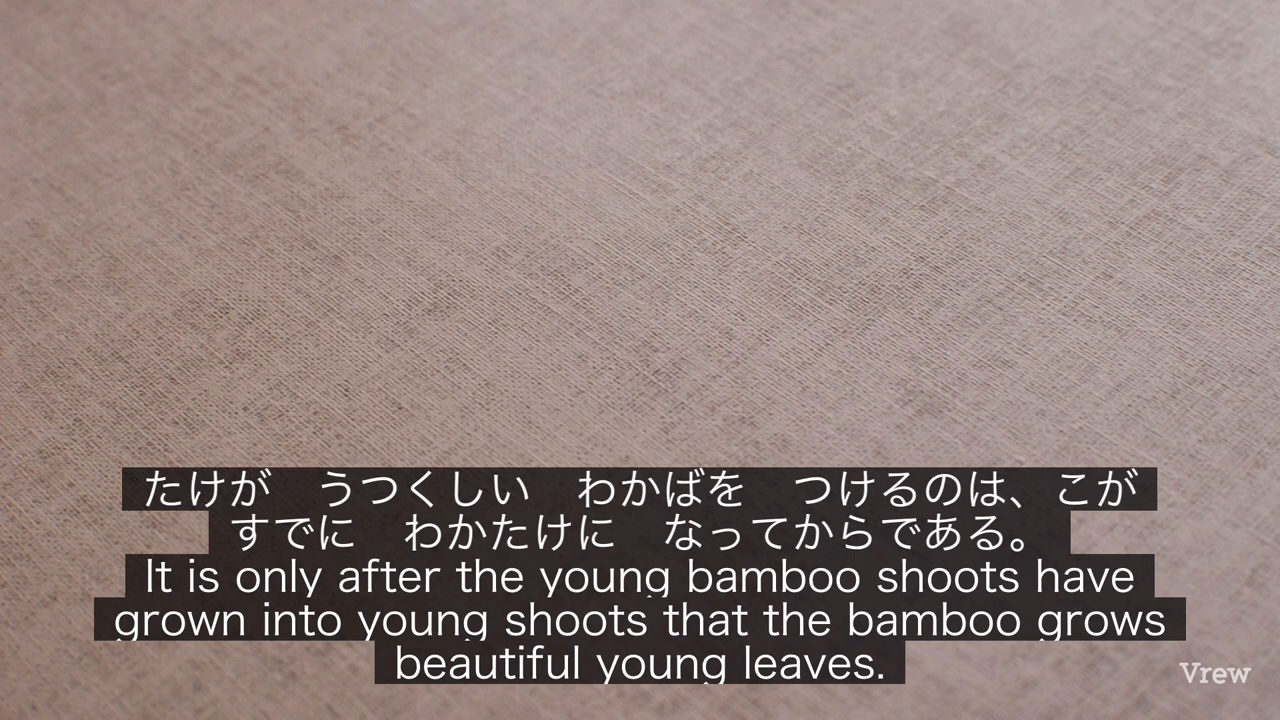 たけが　うつくしい　わかばを　つけるのは、こが
すでに　わかたけに　なってからである。
It is only after the young bamboo shoots have
grown into young shoots that the bamboo grows
beautiful young leaves.
Vrew